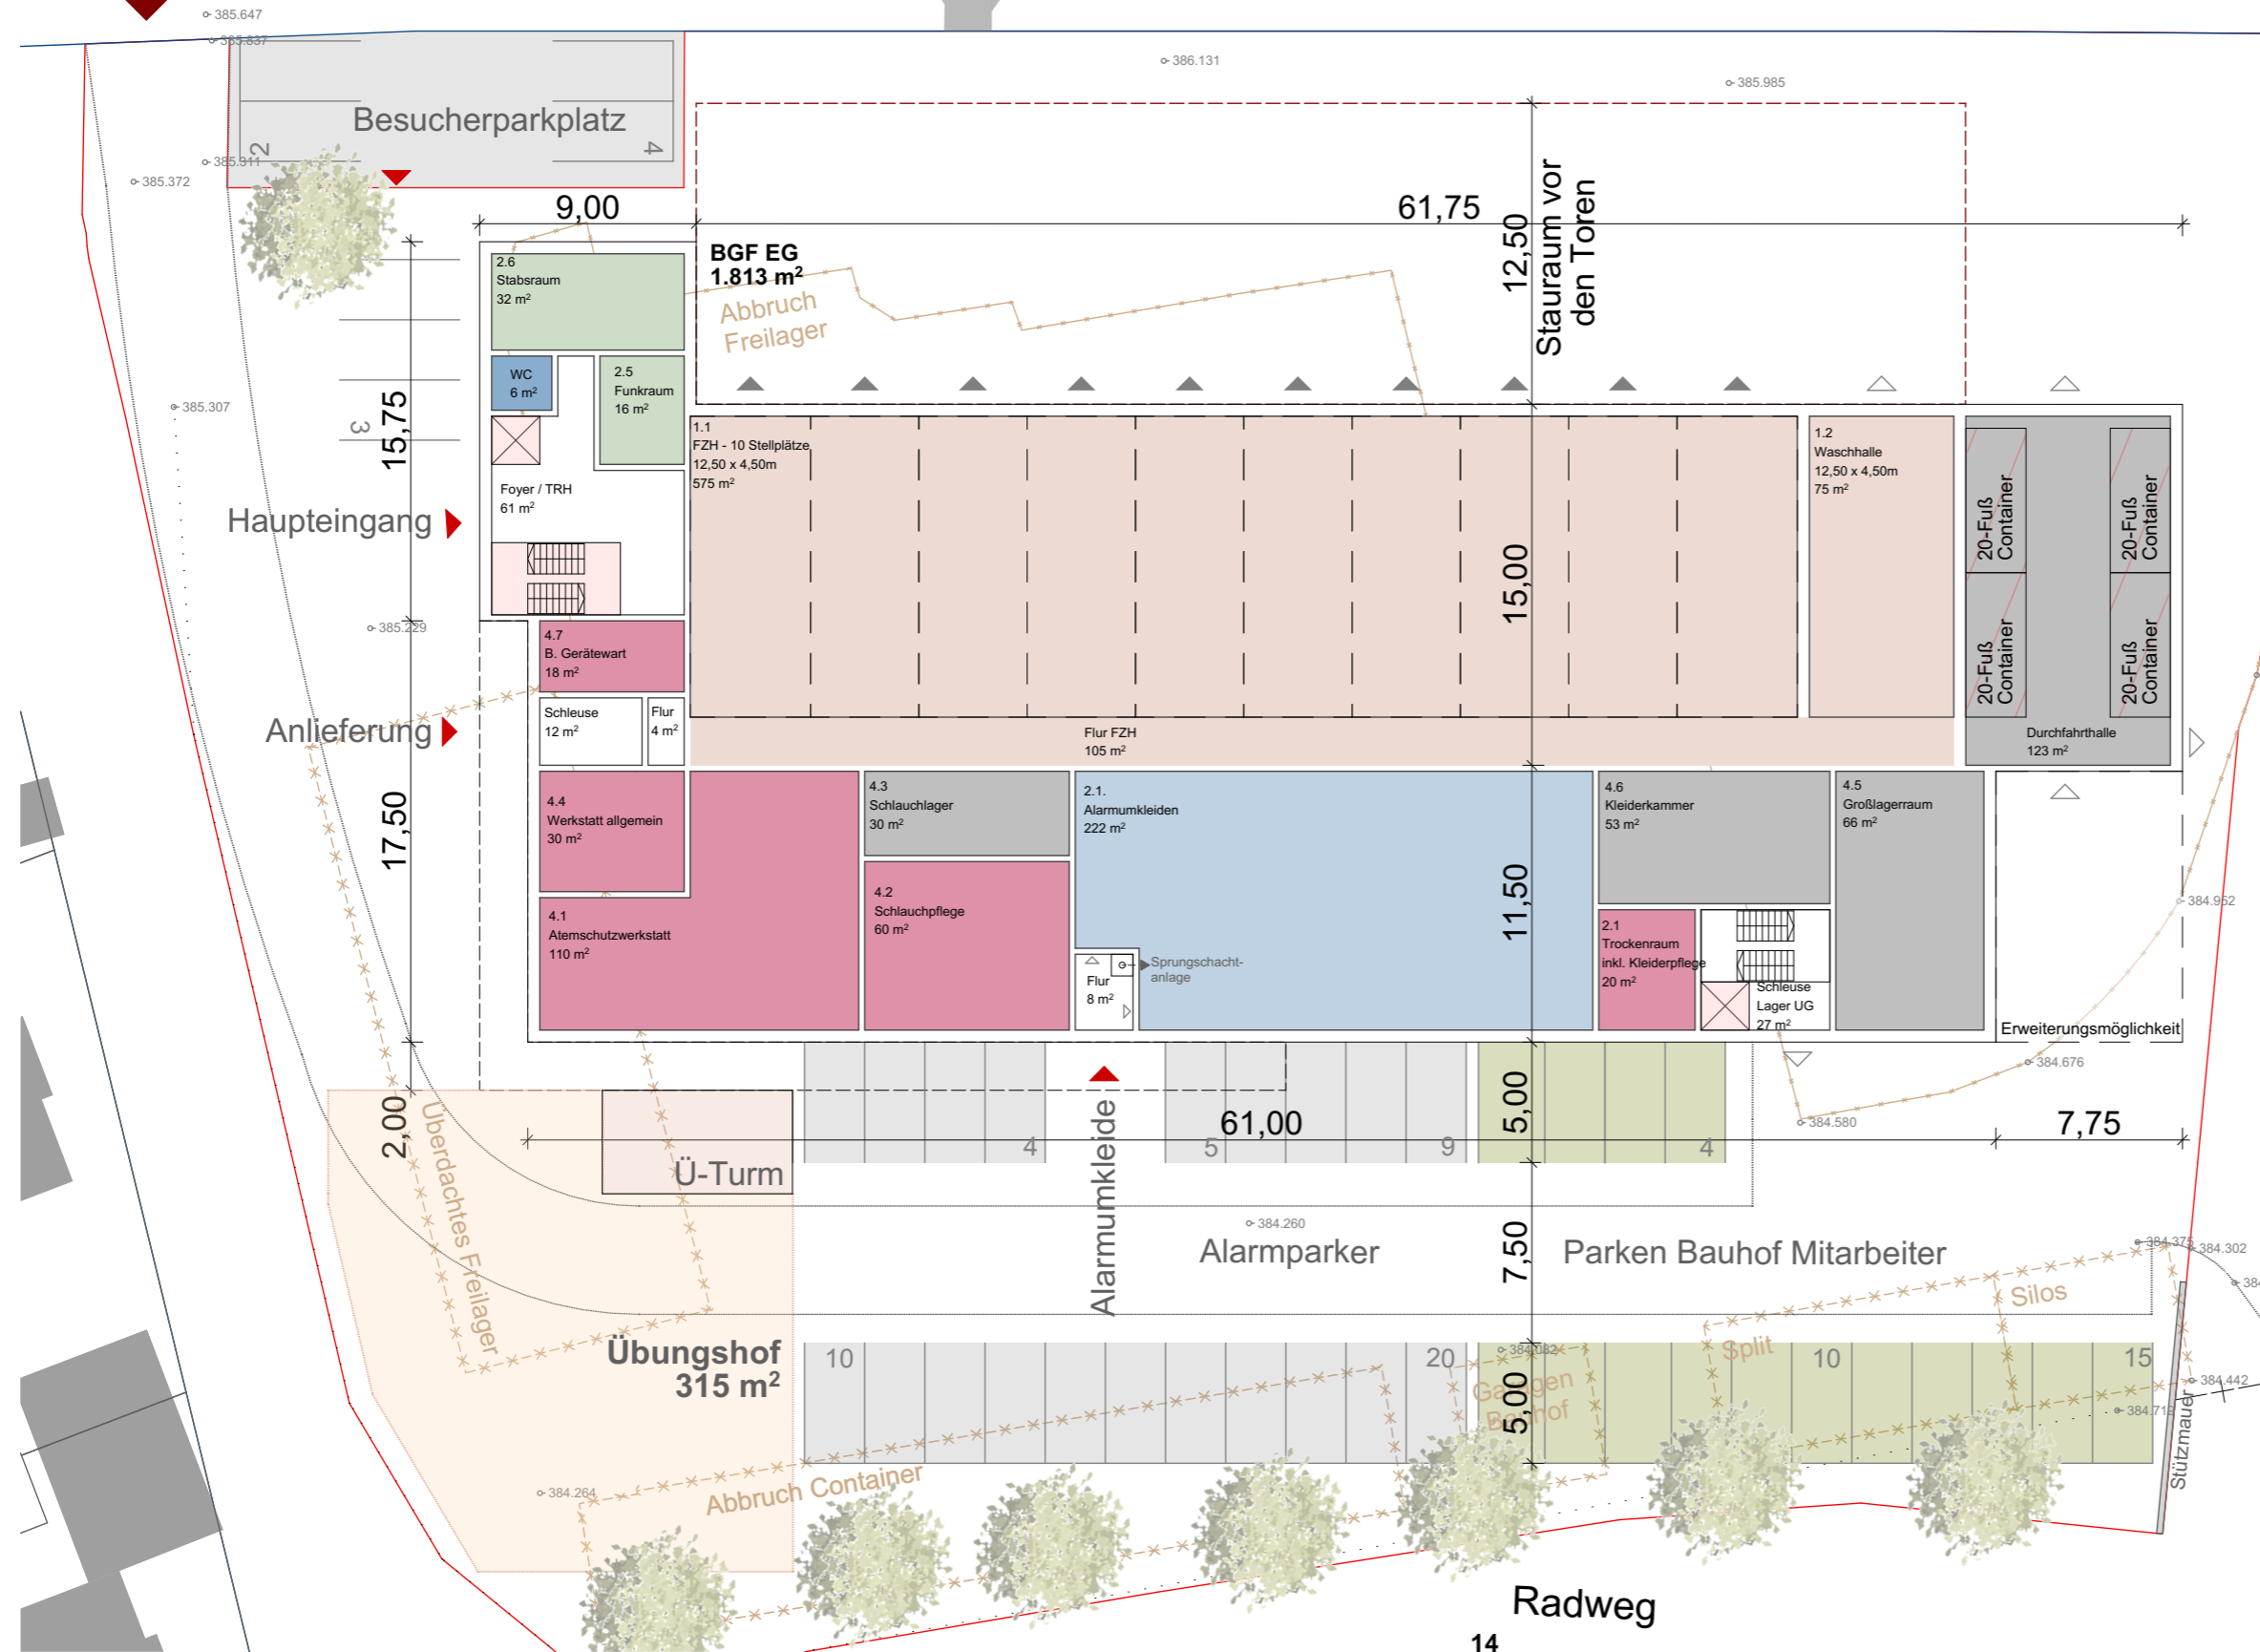 385.647
385.837
386.131
385.985
Besucherparkplatz
2
4
385.311
385.372
9,00
61,75
12,50
Stauraum vor
den Toren
BGF EG
1.813 m²
Abbruch
Freilager
2.6
Stabsraum
32 m²
WC
6 m²
2.5
Funkraum
16 m²
385.307
3
15,75
1.1
FZH - 10 Stellplätze
12,50 x 4,50m
575 m²
1.2
Waschhalle
12,50 x 4,50m
75 m²
20-Fuß
Container
20-Fuß
Container
20-Fuß
Container
20-Fuß
Container
Foyer / TRH
61 m²
Haupteingang
15,00
385.229
4.7
B. Gerätewart
18 m²
Schleuse
12 m²
Flur
4 m²
Anlieferung
Flur FZH
105 m²
Durchfahrthalle
123 m²
17,50
4.4
Werkstatt allgemein
30 m²
4.3
Schlauchlager
30 m²
2.1.
Alarmumkleiden
222 m²
4.6
Kleiderkammer
53 m²
4.5
Großlagerraum
66 m²
11,50
4.1
Atemschutzwerkstatt
110 m²
4.2
Schlauchpflege
60 m²
Flur
8 m²
Sprungschacht-
anlage
2.1
Trockenraum
inkl. Kleiderpflege
20 m²
Schleuse
Lager UG
27 m²
384.952
Erweiterungsmöglichkeit
384.676
2,00
Überdachtes Freilager
Ü-Turm
4
Alarmumkleide
5
61,00
9
5,00
4
384.580
7,75
384.260
Alarmparker
7,50
Parken Bauhof Mitarbeiter
384.375
384.302
384
Silos
Split
Übungshof
315 m²
10
20
384.082
10
15
Garagen
Bauhof
5,00
384.442
384.719
Stützmauer
384.264
Abbruch Container
Radweg
14